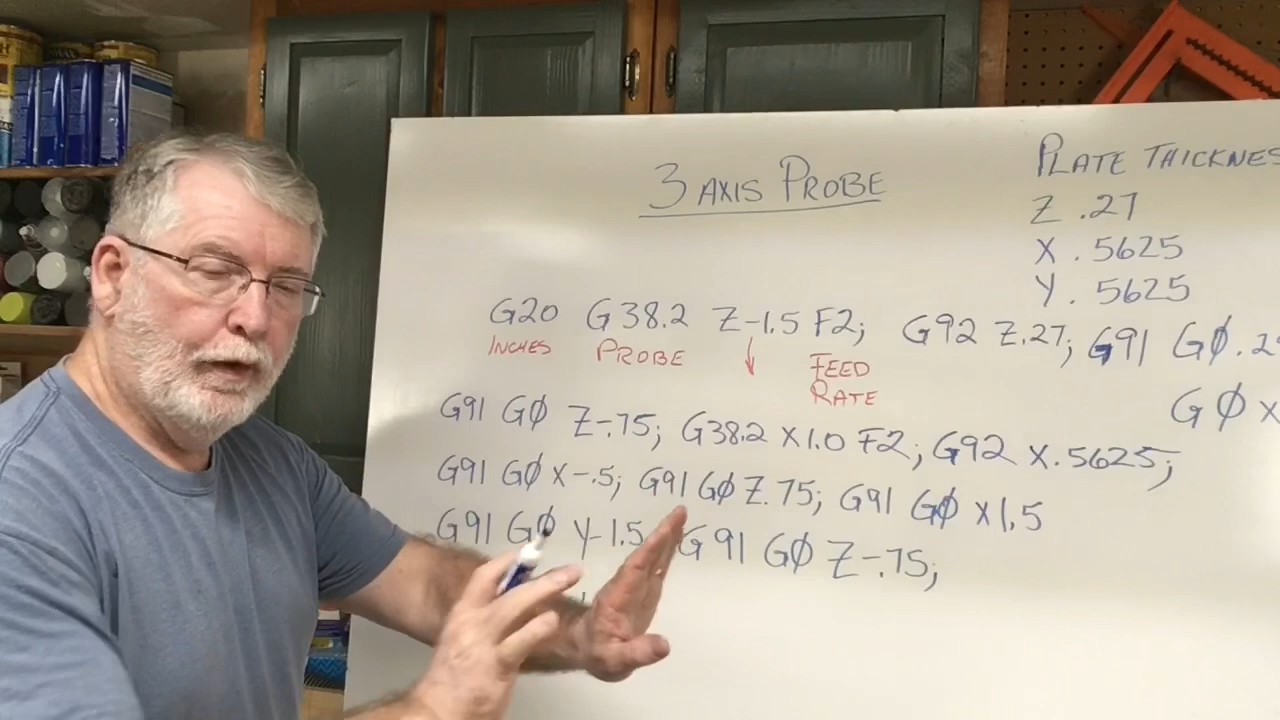 3 AXIS PROBE
PLATE THICKNES
Z .27
X .5625
Y .5625
G20 G38.2 Z-1.5 F2; G92 Z.27; G91 GØ.2
INCHES PROBE ↓ FEED RATE
GØ X
G91 GØ Z-.75; G38.2 X1.0 F2; G92 X.5625;
G91 GØ X-.5; G91 GØ Z.75; G91 GØ X1.5
G91 GØ Y-1.5 G91 GØ Z-.75;